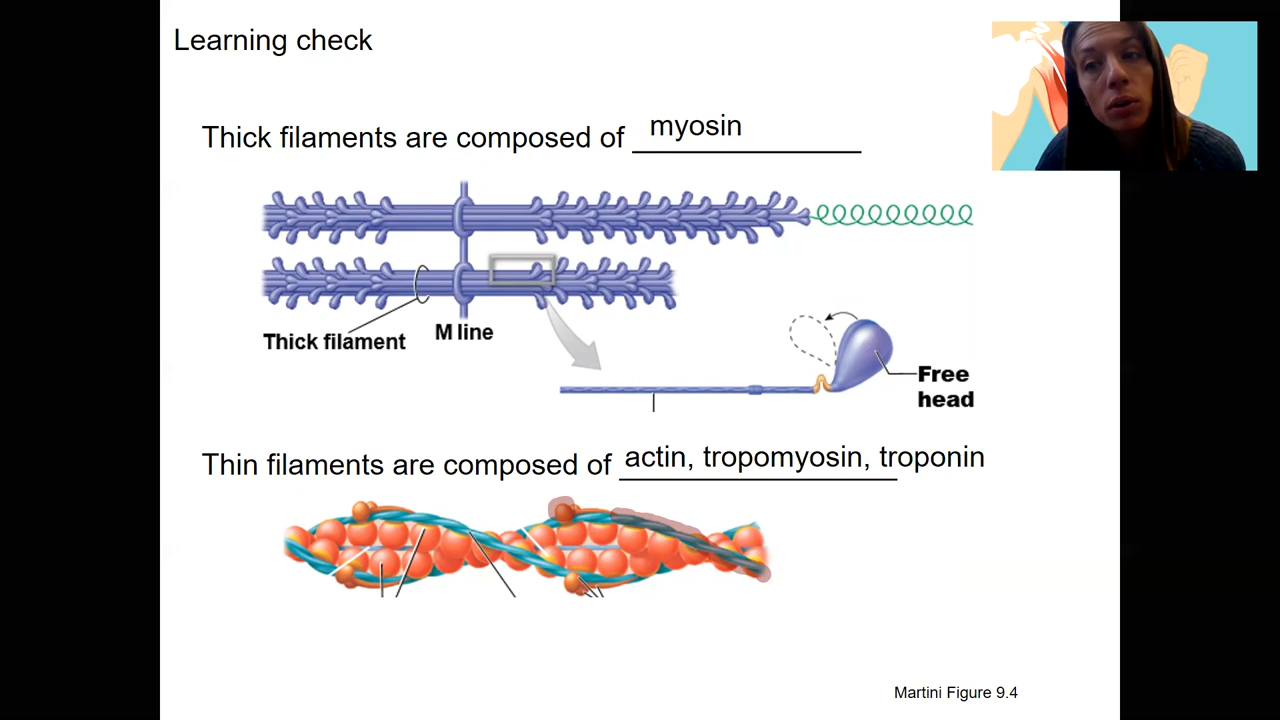 Learning check
Thick filaments are composed of myosin
Thick filament
M line
Free
head
Thin filaments are composed of actin, tropomyosin, troponin
Martini Figure 9.4